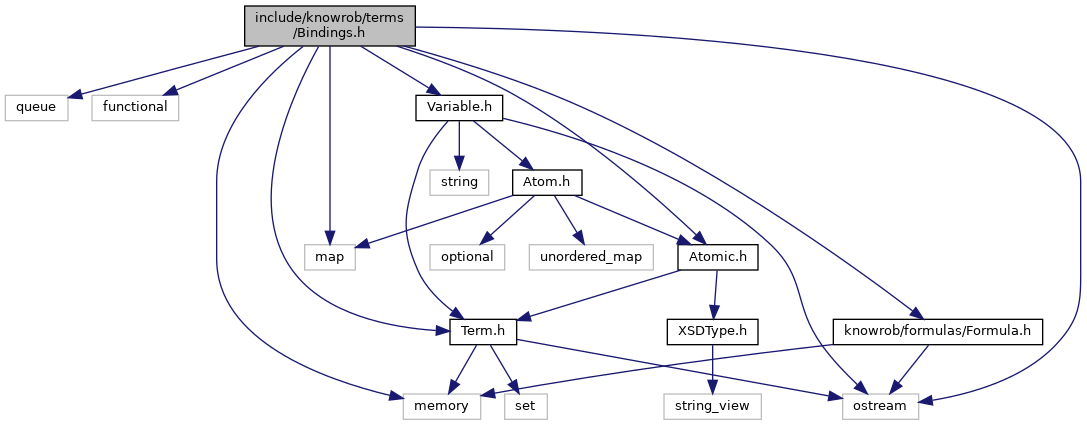 include/knowrob/terms
/Bindings.h
queue
functional
Variable.h
string
Atom.h
map
optional
unordered_map
Atomic.h
Term.h
XSDType.h
knowrob/formulas/Formula.h
memory
set
string_view
ostream